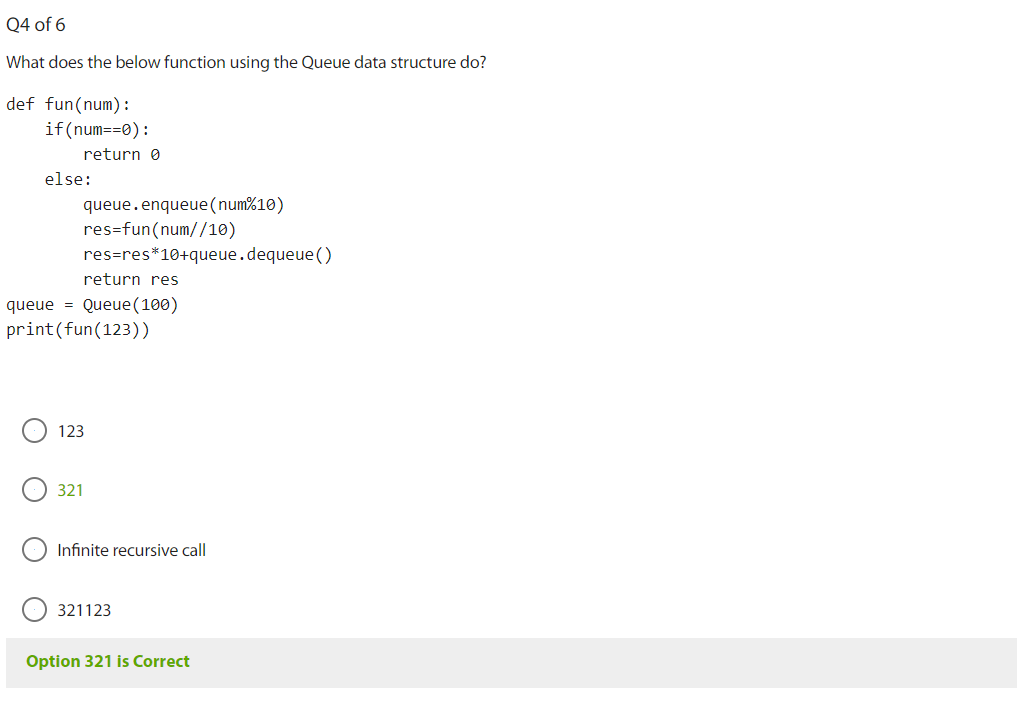 Q4 of 6
What does the below function using the Queue data structure do?
def fun(num):
    if(num==0):
        return 0
    else:
        queue.enqueue(num%10)
        res=fun(num//10)
        res=res*10+queue.dequeue()
        return res
queue = Queue(100)
print(fun(123))
123
321
Infinite recursive call
321123
Option 321 is Correct